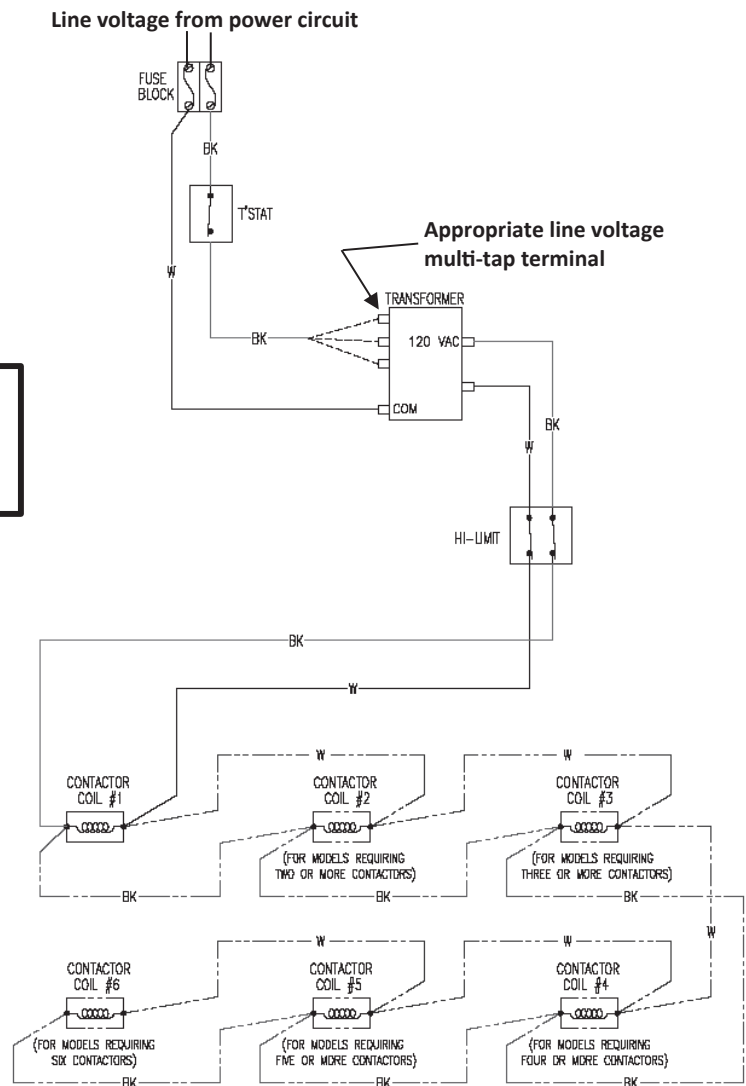 Line voltage from power circuit
FUSE
BLOCK
BK
T'STAT
Appropriate line voltage
multi-tap terminal
W
TRANSFORMER
BK
120 VAC
COM
W
BK
HI-LIMIT
BK
W
W
W
CONTACTOR
COIL #1
CONTACTOR
COIL #2
CONTACTOR
COIL #3
(FOR MODELS REQUIRING
TWO OR MORE CONTACTORS)
(FOR MODELS REQUIRING
THREE OR MORE CONTACTORS)
BK
BK
BK
W
W
W
CONTACTOR
COIL #6
CONTACTOR
COIL #5
CONTACTOR
COIL #4
(FOR MODELS REQUIRING
SIX CONTACTORS)
(FOR MODELS REQUIRING
FIVE OR MORE CONTACTORS)
(FOR MODELS REQUIRING
FOUR OR MORE CONTACTORS)
BK
BK
BK